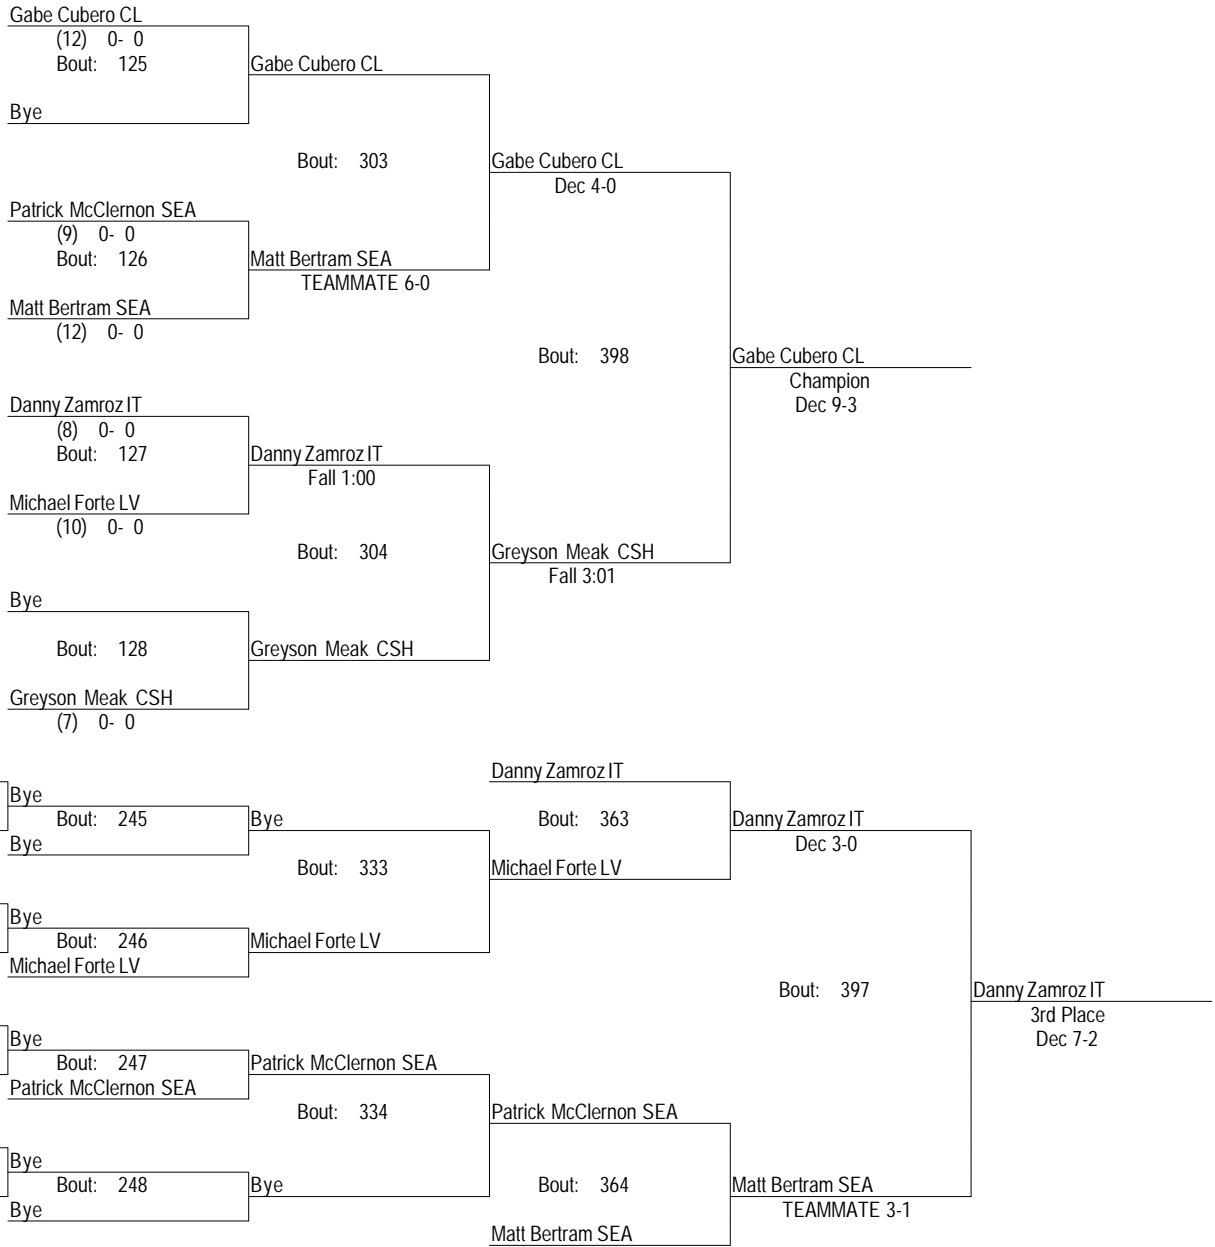 Gabe Cubero CL
(12) 0- 0
Bout: 125
Gabe Cubero CL
Bye
Bout: 303
Gabe Cubero CL
Dec 4-0
Patrick McClernon SEA
(9) 0- 0
Bout: 126
Matt Bertram SEA
TEAMMATE 6-0
Matt Bertram SEA
(12) 0- 0
Bout: 398
Gabe Cubero CL
Champion
Dec 9-3
Danny Zamroz IT
(8) 0- 0
Bout: 127
Danny Zamroz IT
Fall 1:00
Michael Forte LV
(10) 0- 0
Bout: 304
Greyson Meak CSH
Fall 3:01
Bye
Bout: 128
Greyson Meak CSH
Greyson Meak CSH
(7) 0- 0
Danny Zamroz IT
Bye
Bout: 245
Bye
Bout: 363
Danny Zamroz IT
Dec 3-0
Bye
Bout: 333
Michael Forte LV
Bye
Bout: 246
Michael Forte LV
Michael Forte LV
Bout: 397
Danny Zamroz IT
3rd Place
Dec 7-2
Bye
Bout: 247
Patrick McClernon SEA
Patrick McClernon SEA
Bout: 334
Patrick McClernon SEA
Bye
Bout: 248
Bye
Bout: 364
Matt Bertram SEA
TEAMMATE 3-1
Bye
Matt Bertram SEA